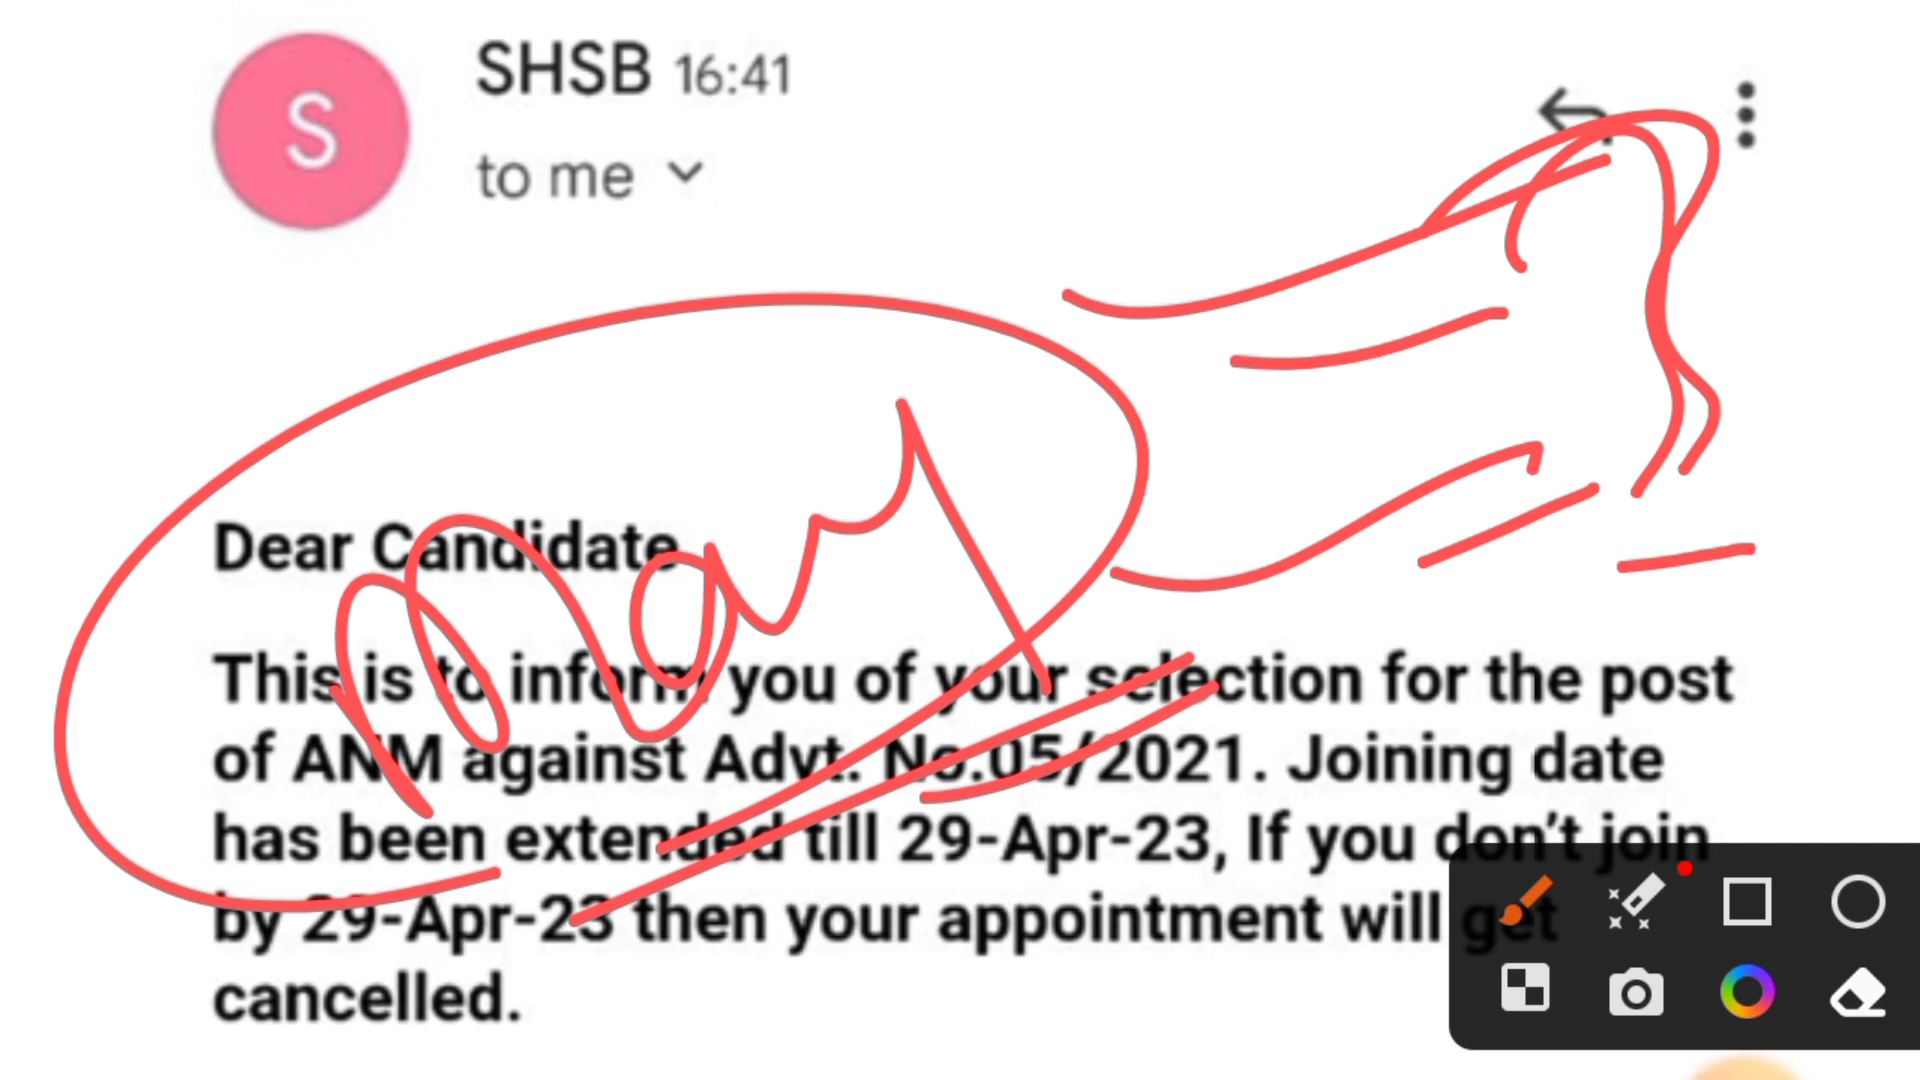 S
SHSB 16:41
to me
May
Dear Candidate
This is to inform you of your selection for the post
of ANM against Advt. No.05/2021. Joining date
has been extended till 29-Apr-23, If you don’t join
by 29-Apr-23 then your appointment will get
cancelled.